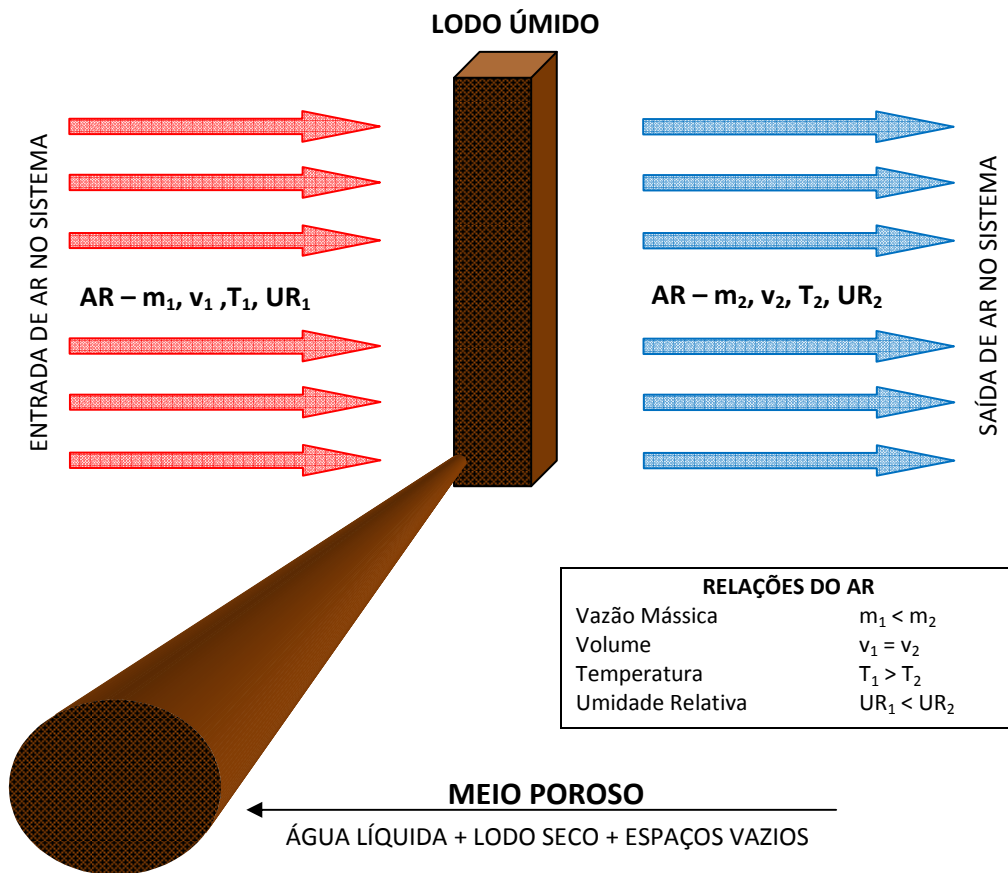 LODO ÚMIDO
ENTRADA DE AR NO SISTEMA
AR – m₁, v₁ ,T₁, UR₁
AR – m₂, v₂, T₂, UR₂
SAÍDA DE AR NO SISTEMA
RELAÇÕES DO AR
Vazão Mássica m₁ < m₂
Volume v₁ = v₂
Temperatura T₁ > T₂
Umidade Relativa UR₁ < UR₂
MEIO POROSO
ÁGUA LÍQUIDA + LODO SECO + ESPAÇOS VAZIOS